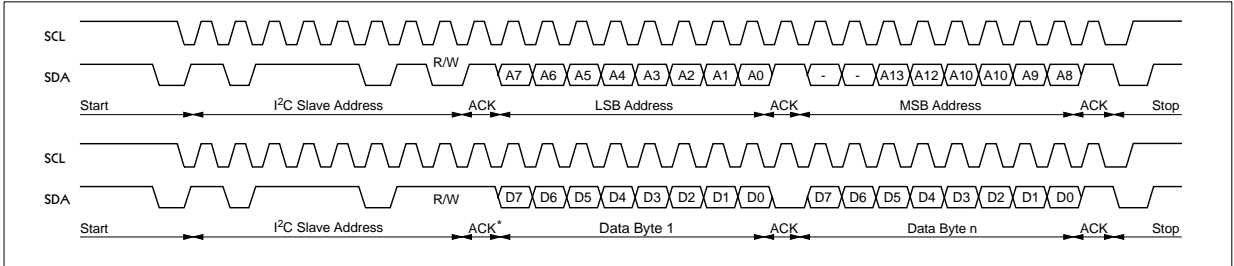 SCL
R/W
SDA A7 A6 A5 A4 A3 A2 A1 A0 - - A13 A12 A10 A10 A9 A8
Start I²C Slave Address ACK LSB Address ACK MSB Address ACK Stop
SCL
SDA R/W D7 D6 D5 D4 D3 D2 D1 D0 D7 D6 D5 D4 D3 D2 D1 D0
Start I²C Slave Address ACK* Data Byte 1 ACK Data Byte n ACK Stop